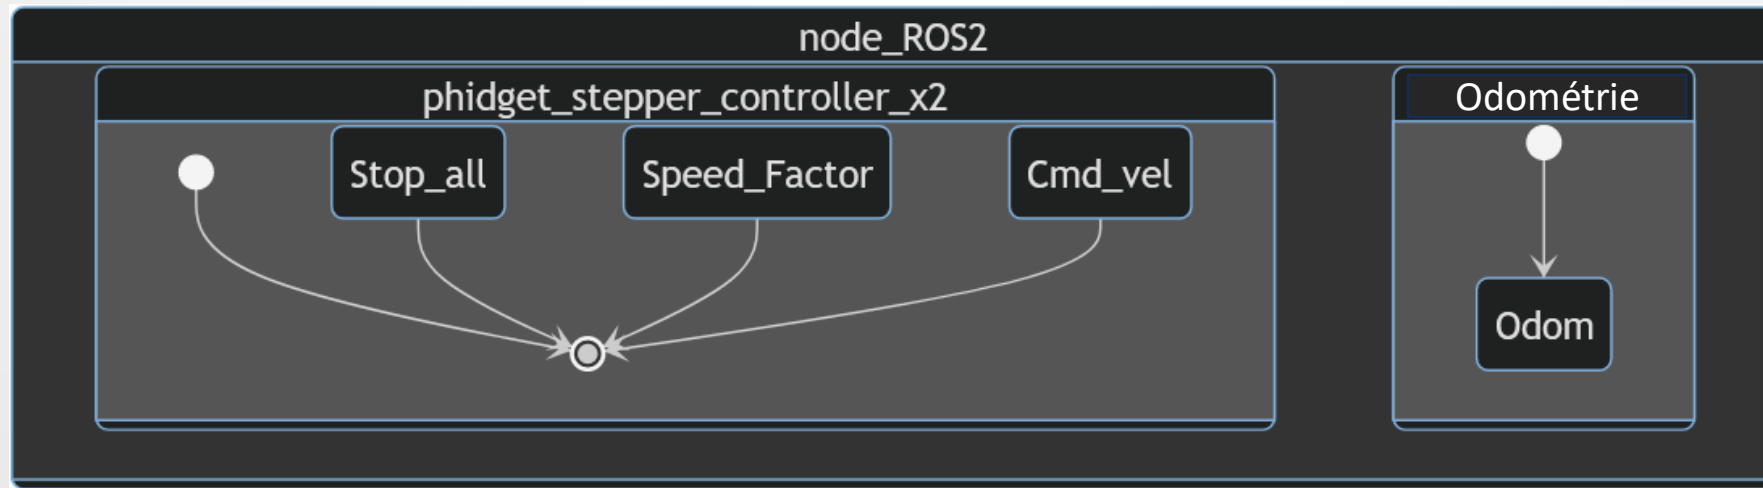 node_ROS2
phidget_stepper_controller_x2
Odométrie
Stop_all
Speed_Factor
Cmd_vel
Odom